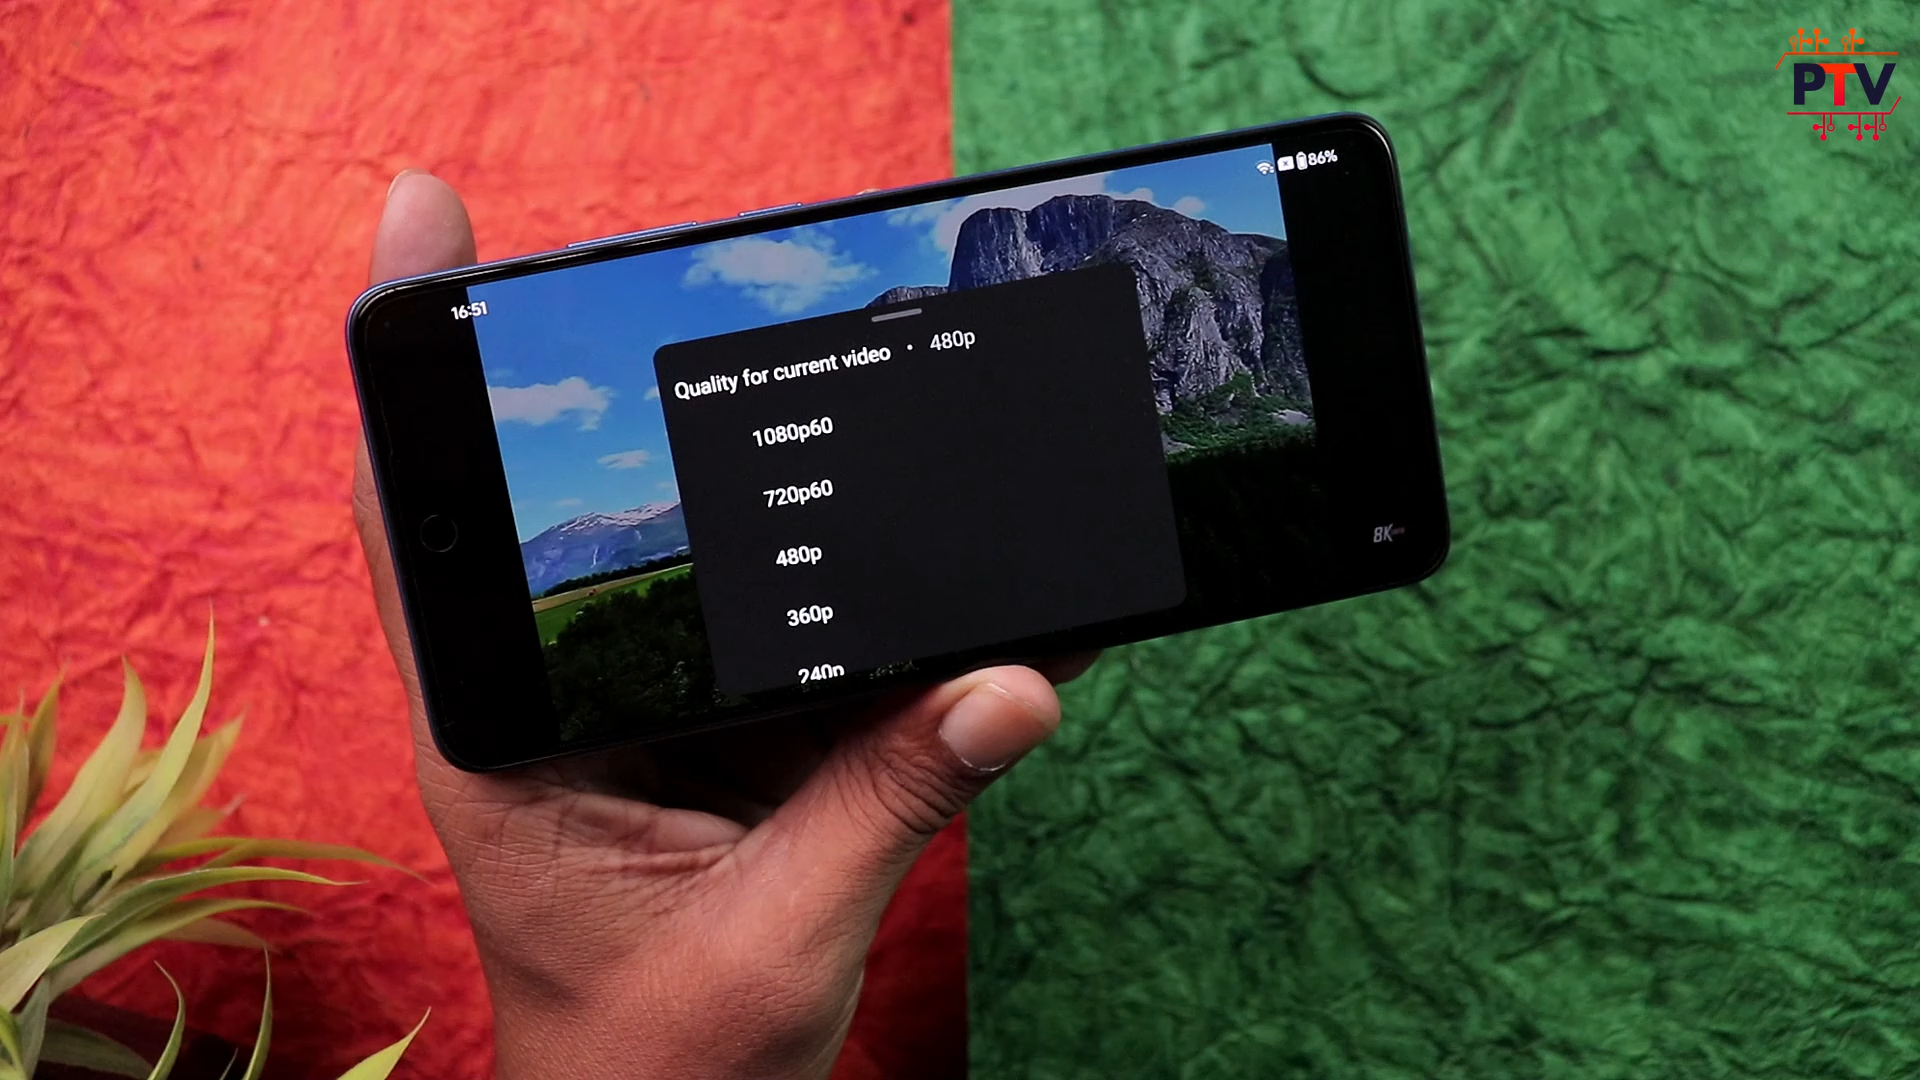 PTV
16:51
86%
Quality for current video • 480p
1080p60
720p60
480p
360p
240p
8K